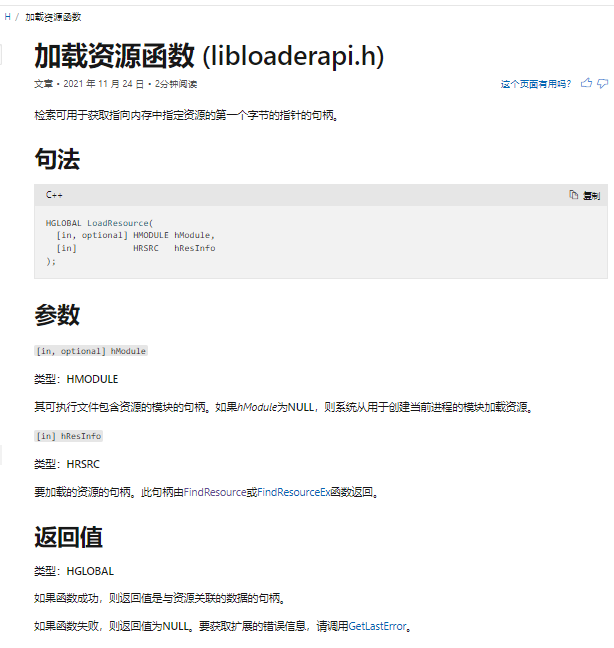 H / 加载资源函数
加载资源函数 (libloaderapi.h)
文章 • 2021 年 11 月 24 日 • 2分钟阅读 这个页面有用吗?
检索可用于获取指向内存中指定资源的第一个字节的指针的句柄。
句法
C++ 复制
HGLOBAL LoadResource(
  [in, optional] HMODULE hModule,
  [in]           HRSRC   hResInfo
);
参数
[in, optional] hModule
类型：HMODULE
其可执行文件包含资源的模块的句柄。如果hModule为NULL，则系统从用于创建当前进程的模块加载资源。
[in] hResInfo
类型：HRSRC
要加载的资源的句柄。此句柄由FindResource或FindResourceEx函数返回。
返回值
类型：HGLOBAL
如果函数成功，则返回值是与资源关联的数据的句柄。
如果函数失败，则返回值为NULL。要获取扩展的错误信息，请调用GetLastError。